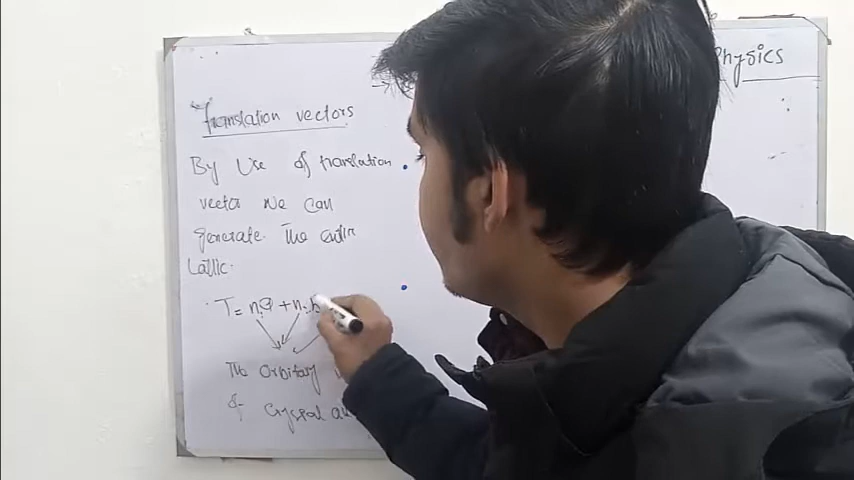 Physics
Translation vectors
By Use of translation
vector we can
generate The entir
Lattic.
T = n₁a + n₂b
The Orbitary
of Crystal